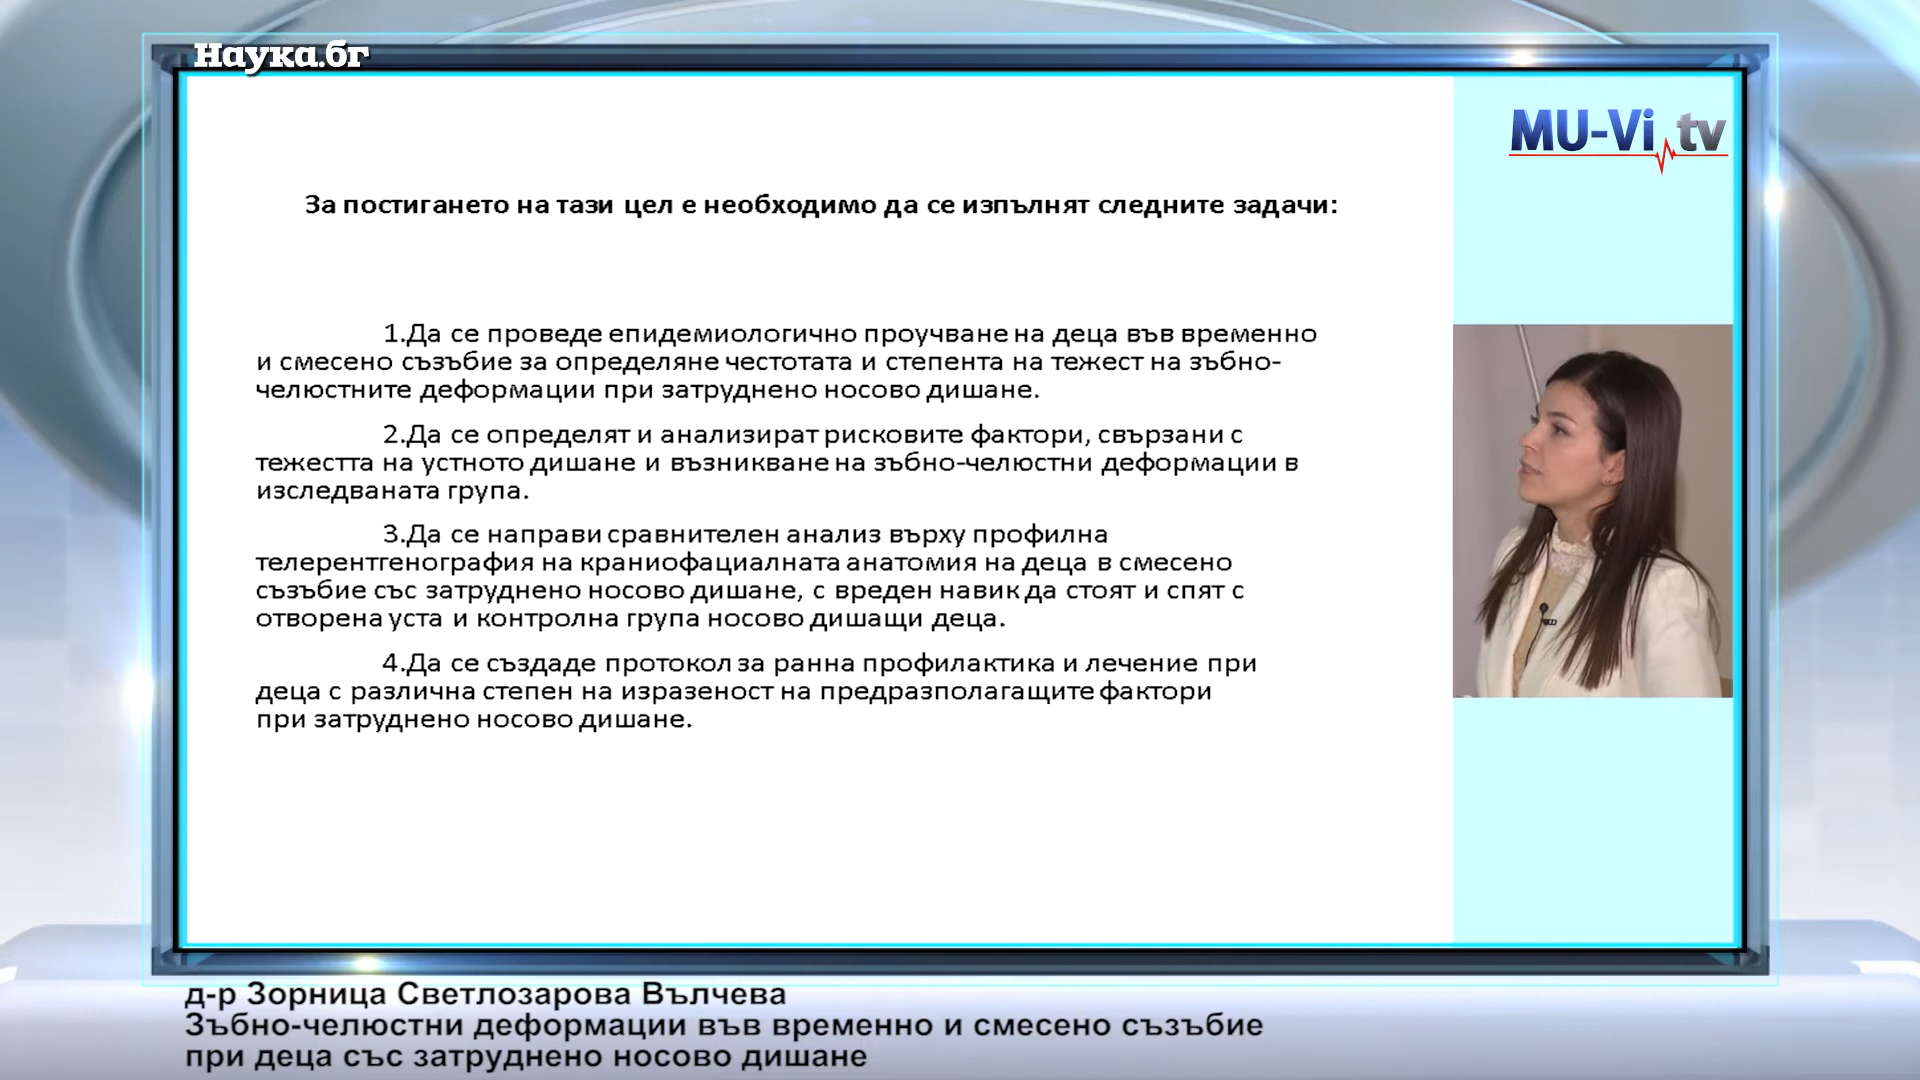 Наука.бг
MU-Vi.tv
За постигането на тази цел е необходимо да се изпълнят следните задачи:
1.Да се проведе епидемиологично проучване на деца във временно
и смесено съзъбие за определяне честотата и степента на тежест на зъбно-
челюстните деформации при затруднено носово дишане.
2.Да се определят и анализират рисковите фактори, свързани с
тежестта на устното дишане и възникване на зъбно-челюстни деформации в
изследваната група.
3.Да се направи сравнителен анализ върху профилна
телерентгенография на краниофациалната анатомия на деца в смесено
съзъбие със затруднено носово дишане, с вреден навик да стоят и спят с
отворена уста и контролна група носово дишащи деца.
4.Да се създаде протокол за ранна профилактика и лечение при
деца с различна степен на изразеност на предразполагащите фактори
при затруднено носово дишане.
д-р Зорница Светлозарова Вълчева
Зъбно-челюстни деформации във временно и смесено съзъбие
при деца със затруднено носово дишане